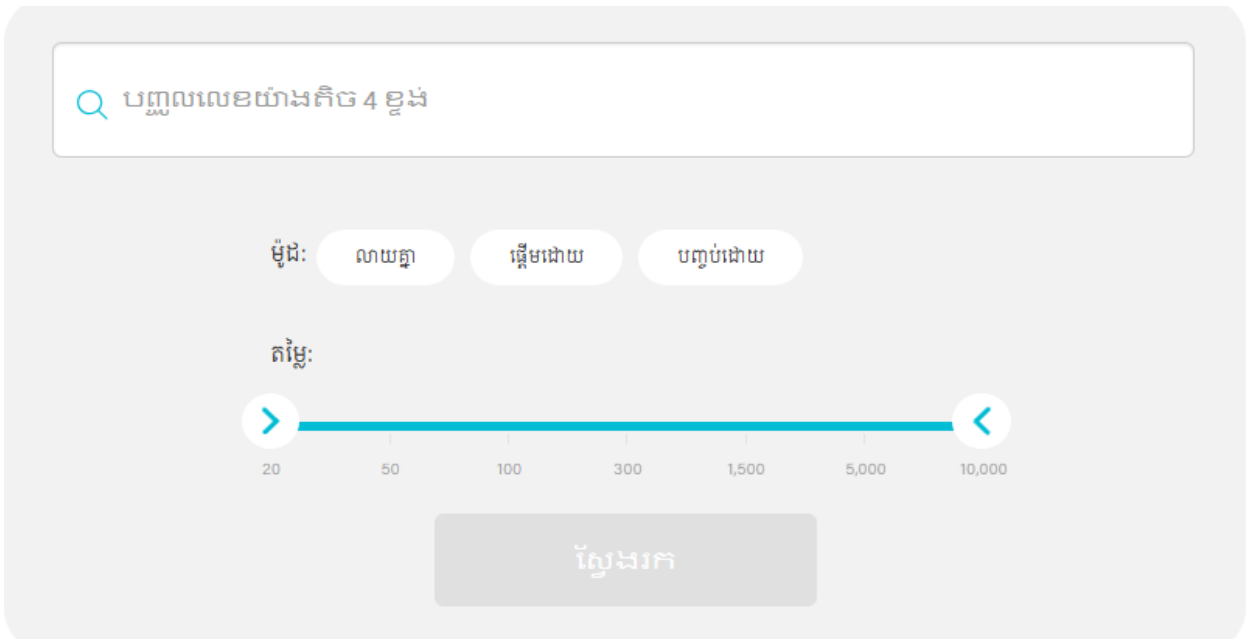 បញ្ចូលលេខយ៉ាងតិច 4 ខ្ទង់
ម៉ូដ: លាយគ្នា ផ្តើមដោយ បញ្ចប់ដោយ
តម្លៃ:
20 50 100 300 1,500 5,000 10,000
ស្វែងរក